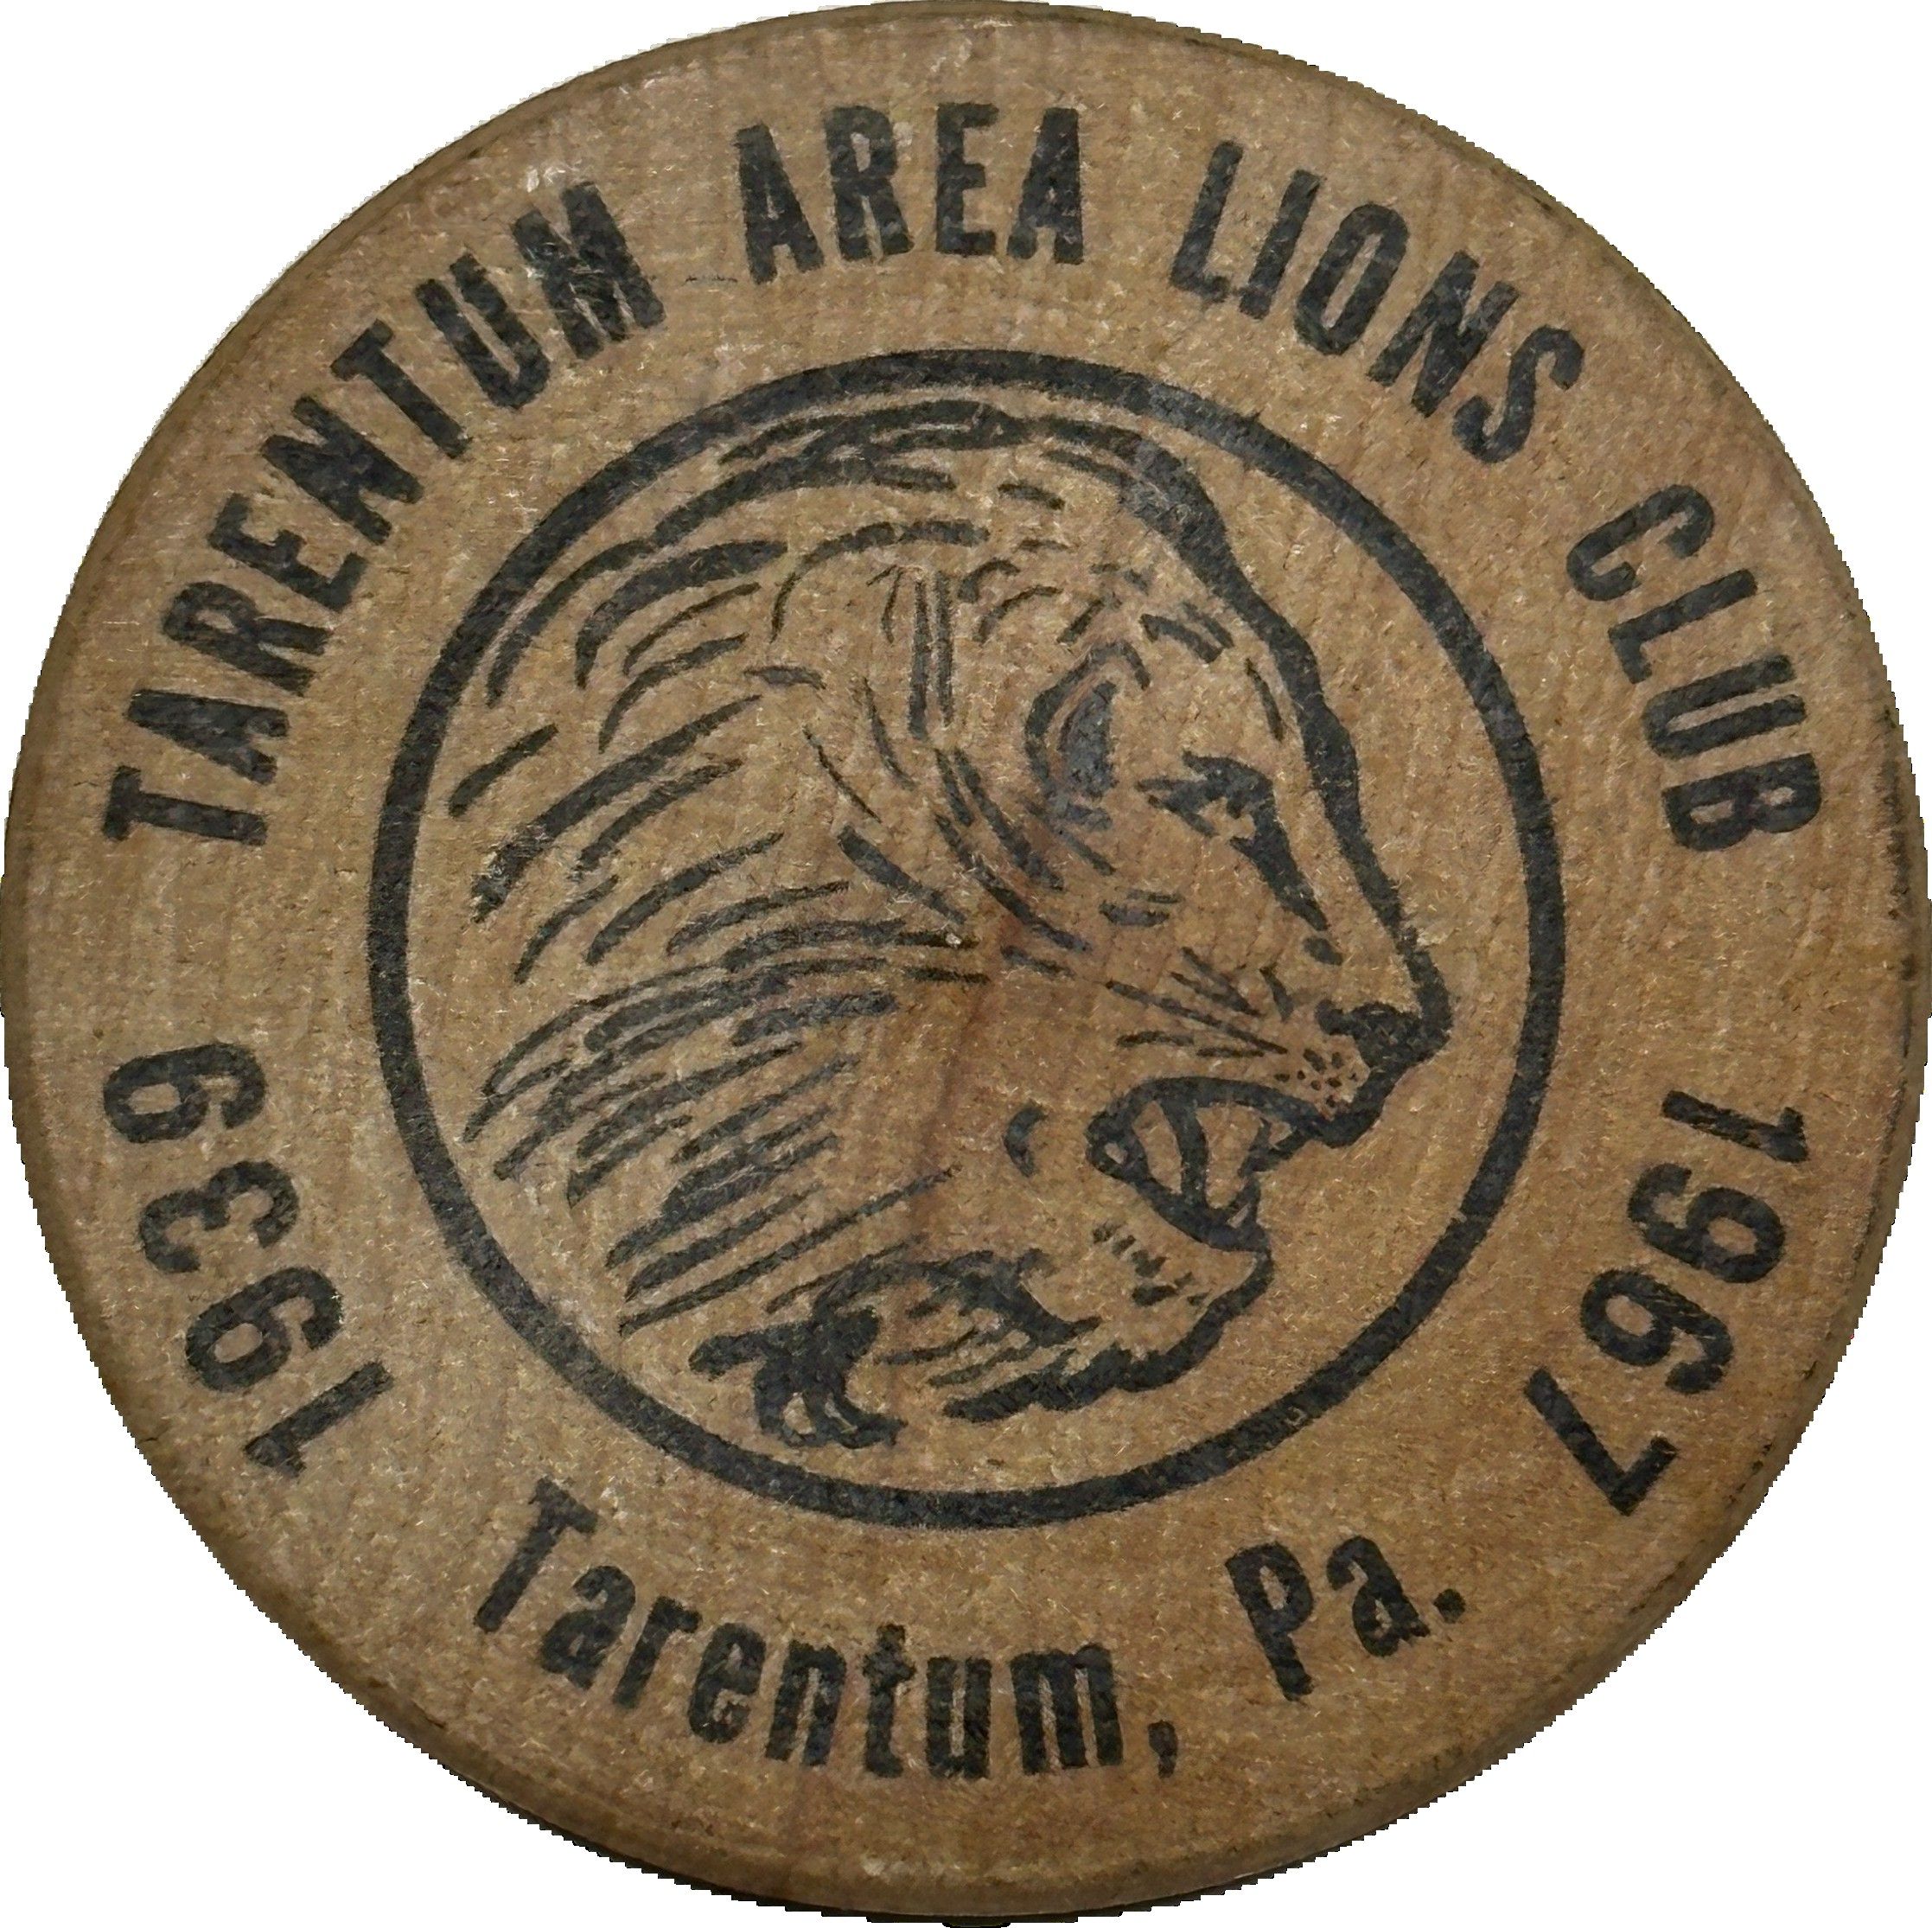 TARENTUM AREA LIONS CLUB
1939 1967
Tarentum, Pa.